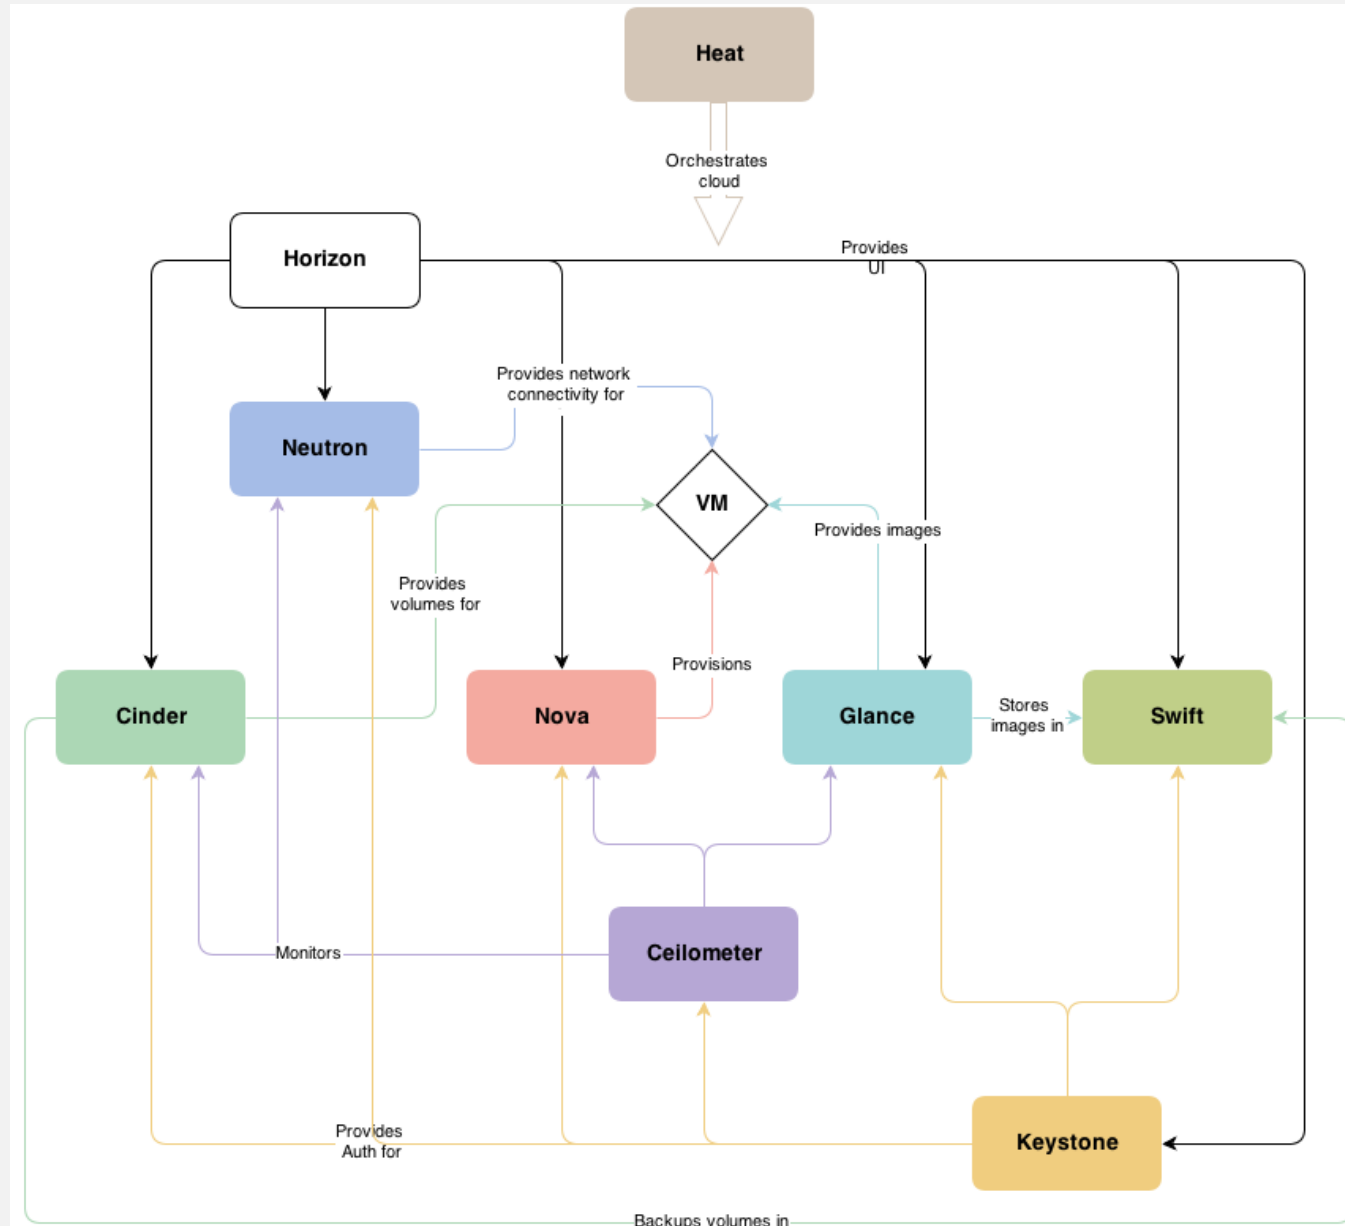 Heat
Orchestrates
cloud
Horizon
Provides
UI
Provides network
connectivity for
Neutron
VM
Provides images
Provides
volumes for
Provisions
Cinder
Nova
Glance
Stores
images in
Swift
Ceilometer
Monitors
Provides
Auth for
Keystone
Backups volumes in